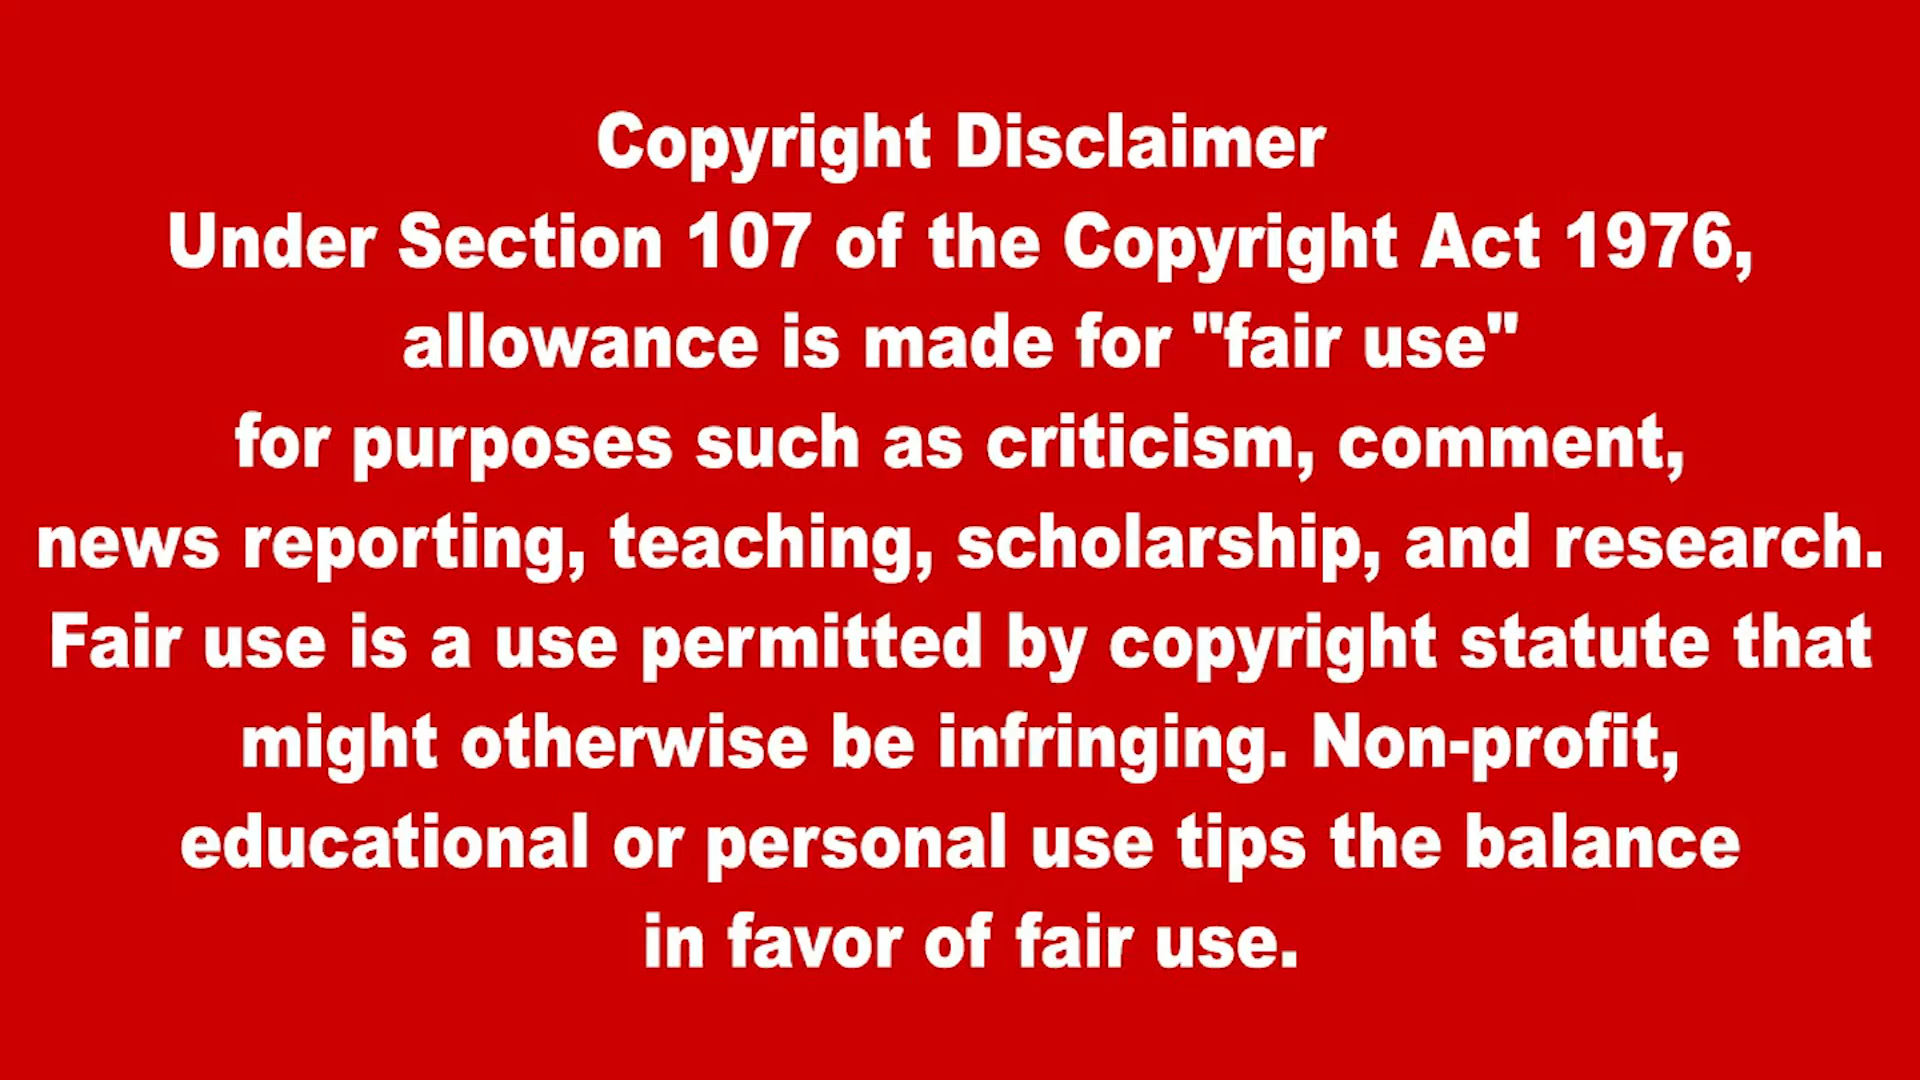 Copyright Disclaimer
Under Section 107 of the Copyright Act 1976,
allowance is made for "fair use"
for purposes such as criticism, comment,
news reporting, teaching, scholarship, and research.
Fair use is a use permitted by copyright statute that
might otherwise be infringing. Non-profit,
educational or personal use tips the balance
in favor of fair use.